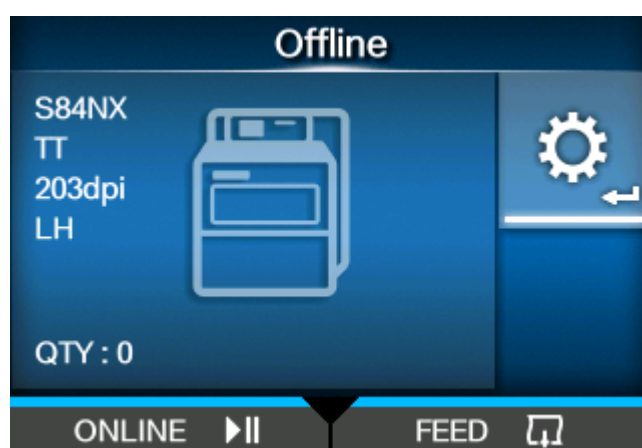 Offline
S84NX
TT
203dpi
LH
QTY : 0
ONLINE
FEED